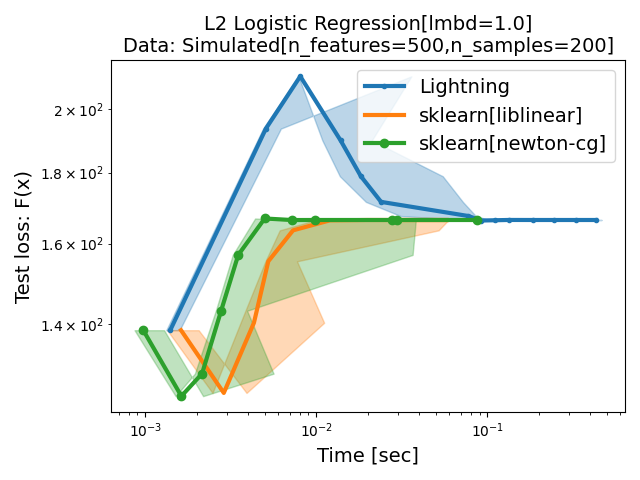 L2 Logistic Regression[lmbd=1.0]
Data: Simulated[n_features=500,n_samples=200]
Lightning
sklearn[liblinear]
sklearn[newton-cg]
Test loss: F(x)
2 × 10²
1.8 × 10²
1.6 × 10²
1.4 × 10²
10⁻³
10⁻²
10⁻¹
Time [sec]